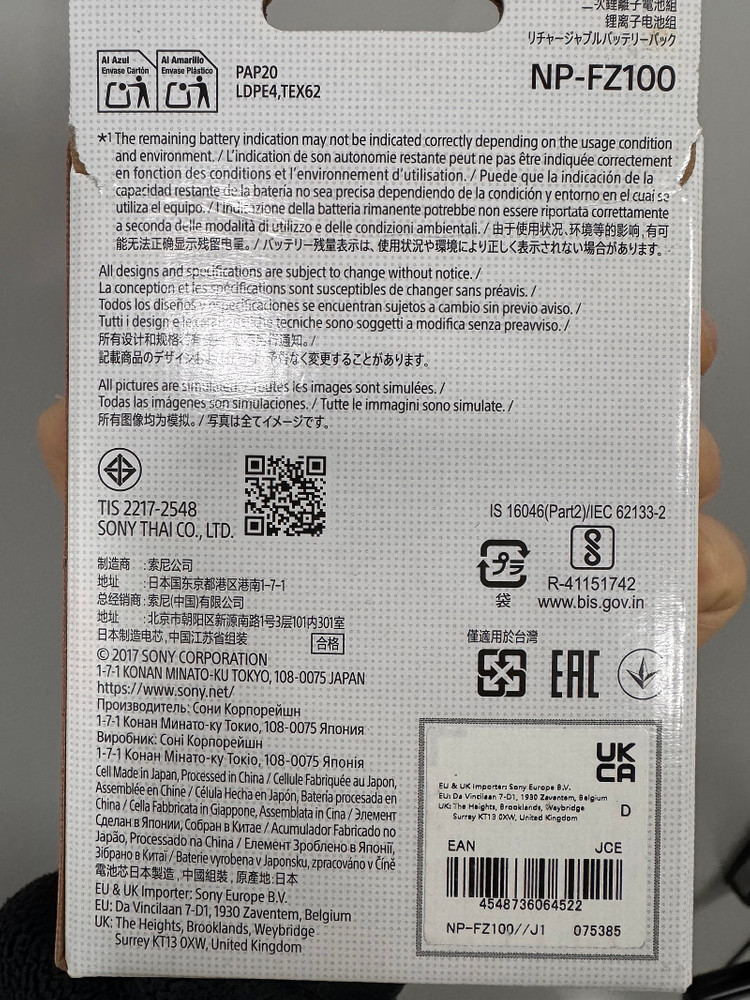 二次鋰離子電池組
锂离子电池组
リチャージャブルバッテリーパック
NP-FZ100
Al Azul
Envase Cartón
Al Amarillo
Envase Plástico
PAP20
LDPE4,TEX62
*1 The remaining battery indication may not be indicated correctly depending on the usage condition
and environment. / L'indication de son autonomie restante peut ne pas être indiquée correctement
en fonction des conditions et l'environnement d'utilisation. / Puede que la indicación de la
capacidad restante de la batería no sea precisa dependiendo de la condición y entorno en el cual se
utiliza el equipo. / l'indicazione della batteria rimanente potrebbe non essere riportata correttamente
a seconda delle modalità di utilizzo e delle condizioni ambientali. / 由于使用状况、环境等的影响,有可
能无法正确显示残留电量。/ バッテリー残量表示は、使用状況や環境により正しく表示されない場合があります。
All designs and specifications are subject to change without notice. /
La conception et les spécifications sont susceptibles de changer sans préavis. /
Todos los diseños y especificaciones se encuentran sujetos a cambio sin previo aviso. /
Tutti i design e le tecniche sono soggetti a modifica senza preavviso. /
所有设计和规格 通知。/
記載商品のデザイン なく変更することがあります。
All pictures are simulated. / Toutes les images sont simulées. /
Todas las imágenes son simulaciones. / Tutte le immagini sono simulate. /
所有图像均为模拟。/ 写真は全てイメージです。
TIS 2217-2548
SONY THAI CO., LTD.
IS 16046(Part2)/IEC 62133-2
プラ
袋
R-41151742
www.bis.gov.in
制造商 :索尼公司
地址 :日本国东京都港区港南1-7-1
总经销商:索尼(中国)有限公司
地址 :北京市朝阳区新源南路1号3层101内301室
日本制造电芯,中国江苏省组装
合格
僅適用於台灣
EAC
© 2017 SONY CORPORATION
1-7-1 KONAN MINATO-KU TOKYO, 108-0075 JAPAN
https://www.sony.net/
Производитель: Сони Корпорейшн
1-7-1 Конан Минато-ку Токио, 108-0075 Япония
Виробник: Соні Корпорейшн
1-7-1 Конан Мінато-ку Токіо, 108-0075 Японія
Cell Made in Japan, Processed in China / Cellule Fabriquée au Japon,
Assemblée en Chine / Célula Hecha en Japón, Batería procesada en
China / Cella Fabbricata in Giappone, Assemblata in Cina / Элемент
Сделан в Японии, Собран в Китае / Acumulador Fabricado no
Japão, Processado na China / Елемент Зроблено в Японії,
Зібрано в Китаї / Baterie vyrobena v Japonsku, zpracováno v Číně
電池芯日本製造,中國組裝,原產地:日本
EU & UK Importer: Sony Europe B.V.
EU: Da Vincilaan 7-D1, 1930 Zaventem, Belgium
UK: The Heights, Brooklands, Weybridge
Surrey KT13 0XW, United Kingdom
UK
CA
EU & UK Importer: Sony Europe B.V.
EU: Da Vincilaan 7-D1, 1930 Zaventem, Belgium
UK: The Heights, Brooklands, Weybridge
Surrey KT13 0XW, United Kingdom
D
EAN
JCE
4548736064522
NP-FZ100//J1 075385